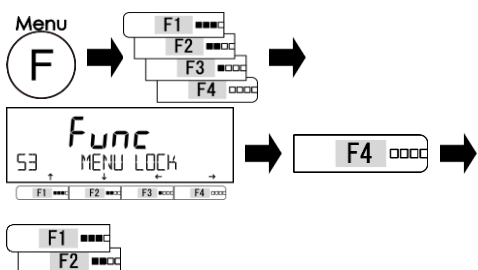 Menu
F
F1
F2
F3
F4
Func
53 MENU LOCK
↑ ↓ ← →
F1 F2 F3 F4
F4
F1
F2